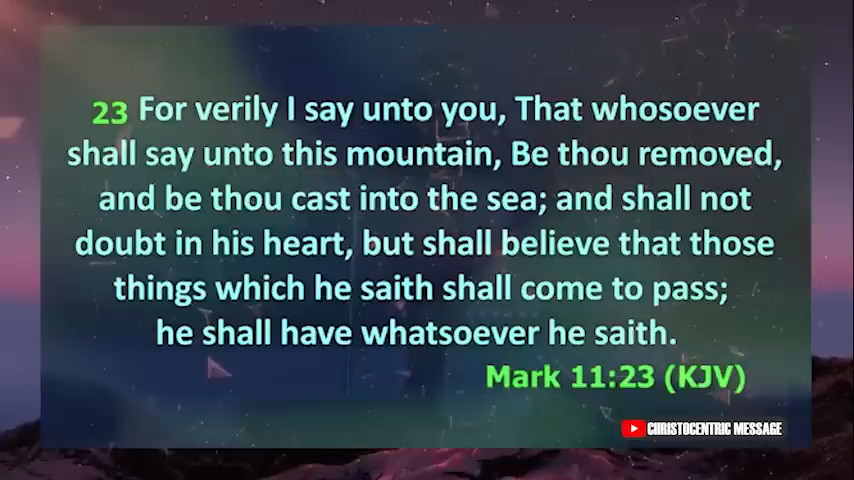 23 For verily I say unto you, That whosoever
shall say unto this mountain, Be thou removed,
and be thou cast into the sea; and shall not
doubt in his heart, but shall believe that those
things which he saith shall come to pass;
he shall have whatsoever he saith.
Mark 11:23 (KJV)
CHRISTOCENTRIC MESSAGE